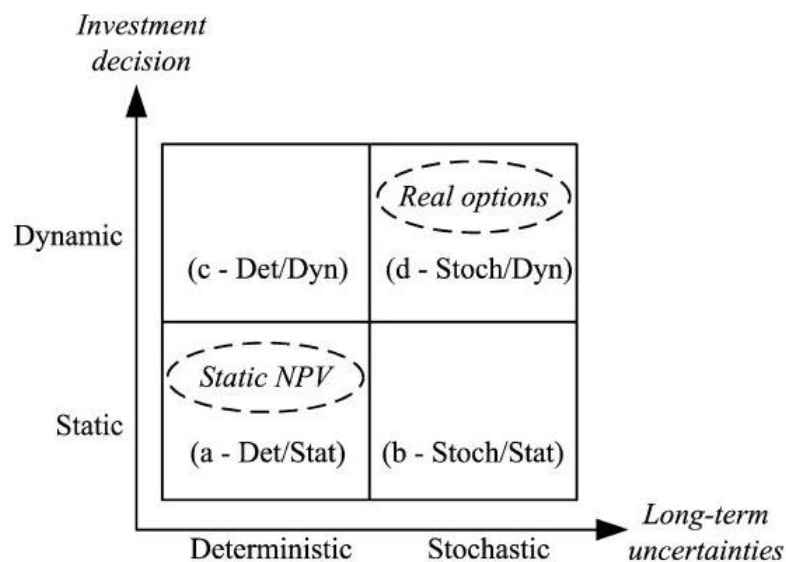 Investment
decision
Dynamic
Real options
(c - Det/Dyn)
(d - Stoch/Dyn)
Static NPV
Static
(a - Det/Stat)
(b - Stoch/Stat)
Deterministic
Stochastic
Long-term
uncertainties